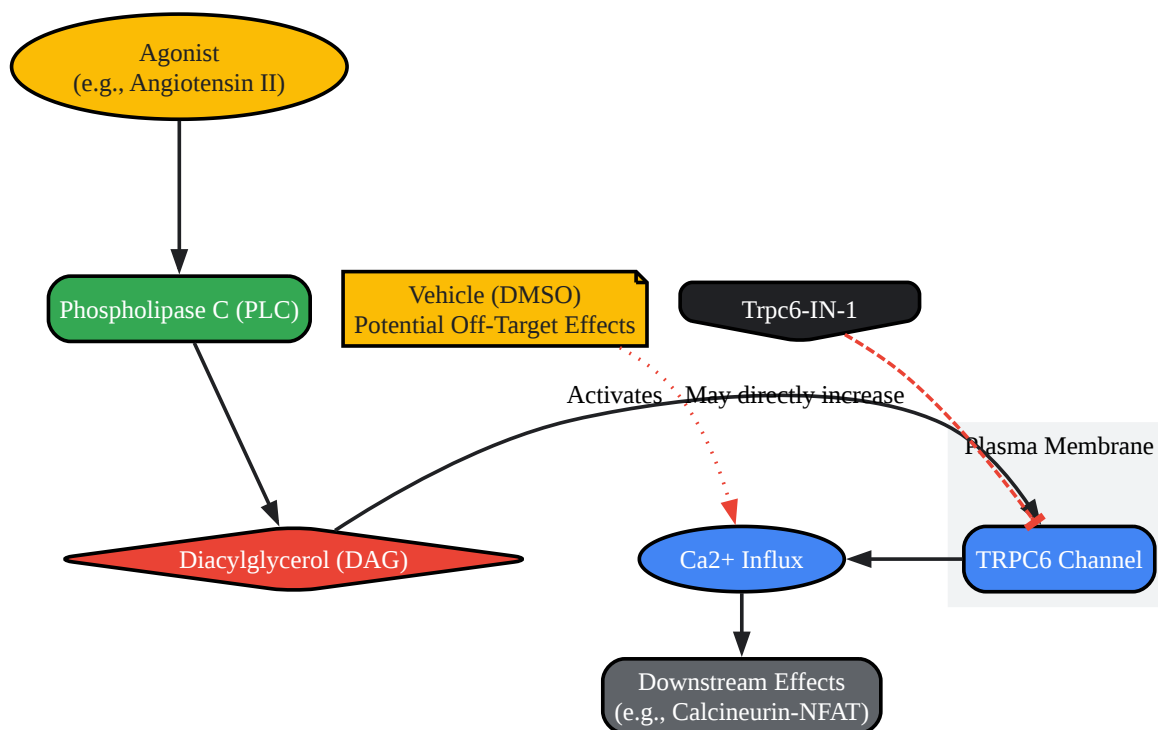 Agonist
(e.g., Angiotensin II)
Phospholipase C (PLC)
Vehicle (DMSO)
Potential Off-Target Effects
Trpc6-IN-1
Activates
May directly increase
Plasma Membrane
Diacylglycerol (DAG)
Ca2+ Influx
TRPC6 Channel
Downstream Effects
(e.g., Calcineurin-NFAT)